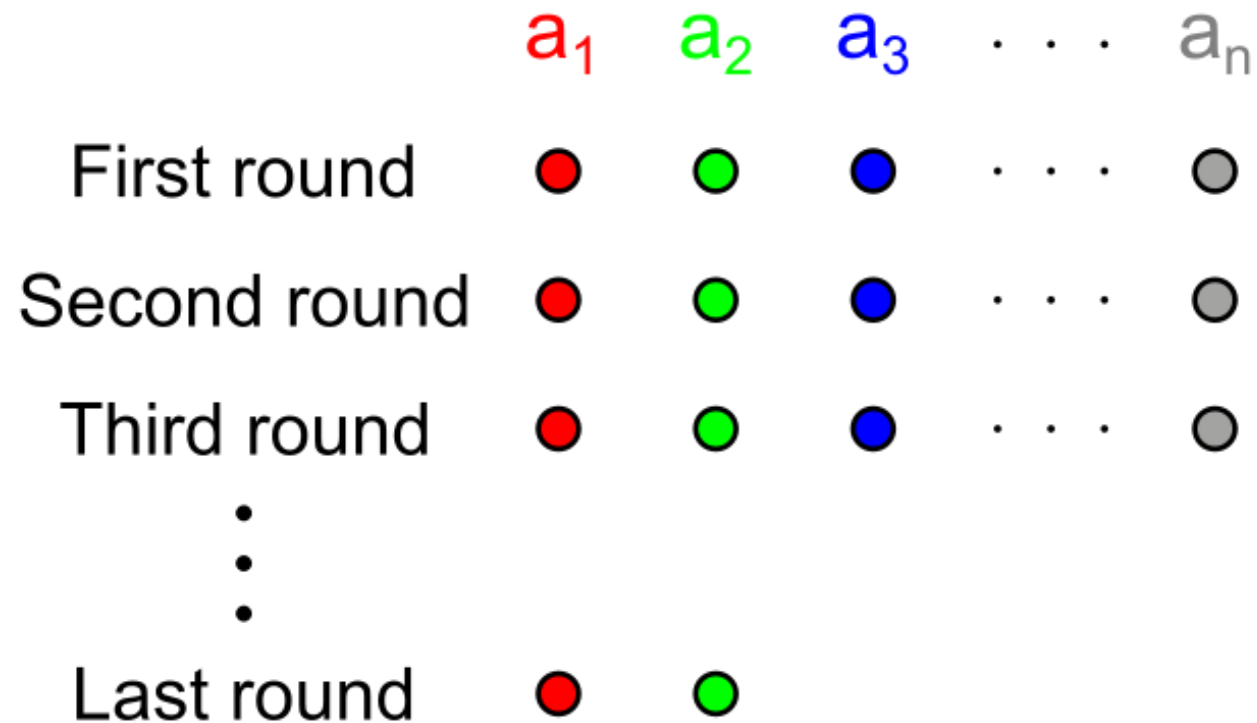 a₁ a₂ a₃ · · · aₙ
First round · · ·
Second round · · ·
Third round · · ·
Last round